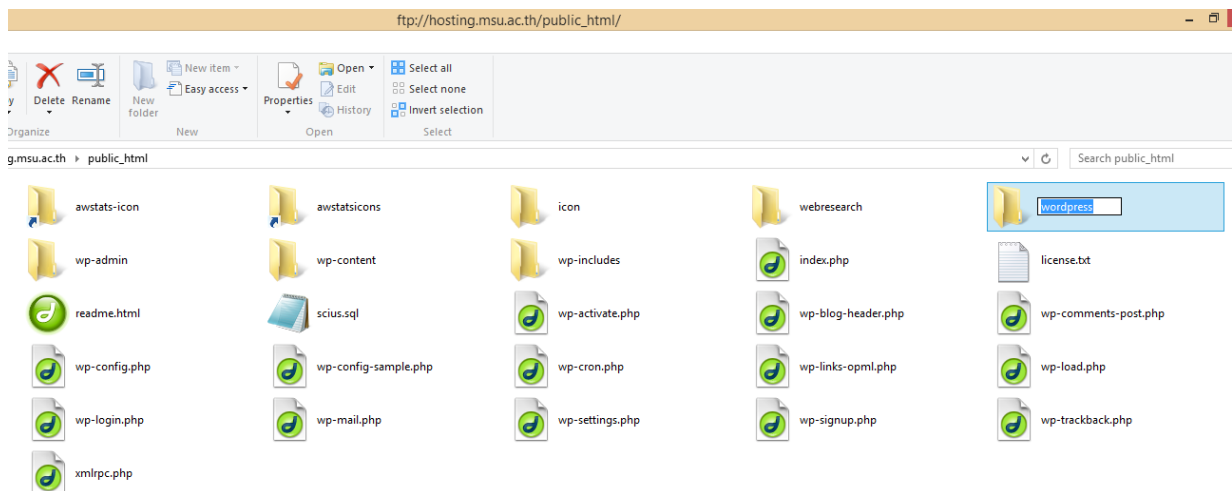 ftp://hosting.msu.ac.th/public_html/
New item
Easy access
Open
Edit
History
Select all
Select none
Invert selection
y
Delete
Rename
New
folder
Properties
Organize
New
Open
Select
g.msu.ac.th
public_html
Search public_html
awstats-icon
awstatsicons
icon
webresearch
wordpress
wp-admin
wp-content
wp-includes
index.php
license.txt
readme.html
scius.sql
wp-activate.php
wp-blog-header.php
wp-comments-post.php
wp-config.php
wp-config-sample.php
wp-cron.php
wp-links-opml.php
wp-load.php
wp-login.php
wp-mail.php
wp-settings.php
wp-signup.php
wp-trackback.php
xmlrpc.php